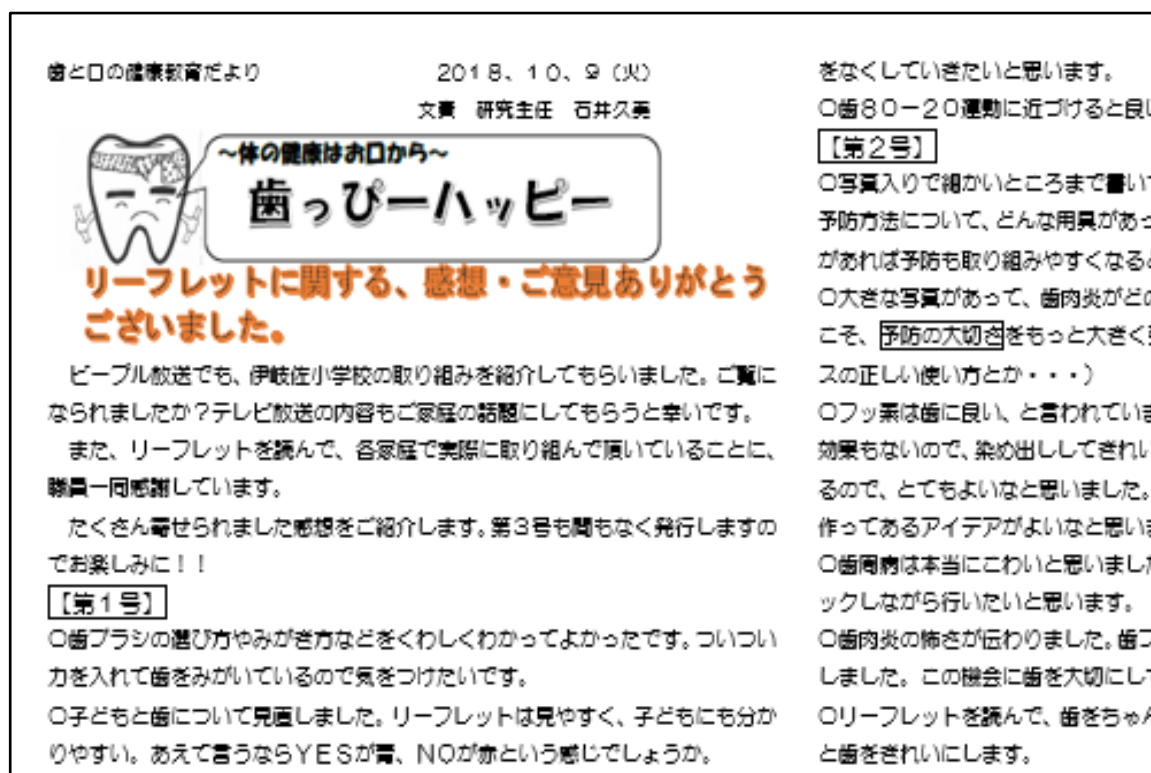 歯と口の健康教育だより　2018、10、9（火）
文責　研究主任　石井久美
～体の健康はお口から～
歯っぴーハッピー
リーフレットに関する、感想・ご意見ありがとう
ございました。
ピープル放送でも、伊岐佐小学校の取り組みを紹介してもらいました。ご覧に
なられましたか？テレビ放送の内容もご家庭の話題にしてもらうと幸いです。
また、リーフレットを読んで、各家庭で実際に取り組んで頂いていることに、
職員一同感謝しています。
たくさん寄せられました感想をご紹介します。第３号も間もなく発行しますの
でお楽しみに！！
【第１号】
○歯ブラシの選び方やみがき方などをくわしくわかってよかったです。ついつい
力を入れて歯をみがいているので気をつけたいです。
○子どもと歯について見直しました。リーフレットは見やすく、子どもにも分か
りやすい。あえて言うならＹＥＳが青、ＮＯが赤という感じでしょうか。
をなくしていきたいと思います。
○歯８０－２０運動に近づけると良い
【第２号】
○写真入りで細かいところまで書いて
予防方法について、どんな用具があっ
があれば予防も取り組みやすくなると
○大きな写真があって、歯肉炎がどの
こそ、予防の大切さをもっと大きく
スの正しい使い方とか・・・）
○フッ素は歯に良い、と言われていま
効果もないので、染め出ししてきれい
るので、とてもよいなと思いました。
作ってあるアイデアがよいなと思いま
○歯周病は本当にこわいと思いました
ックしながら行いたいと思います。
○歯肉炎の怖さが伝わりました。歯ブ
しました。この機会に歯を大切にして
○リーフレットを読んで、歯をちゃん
と歯をきれいにします。